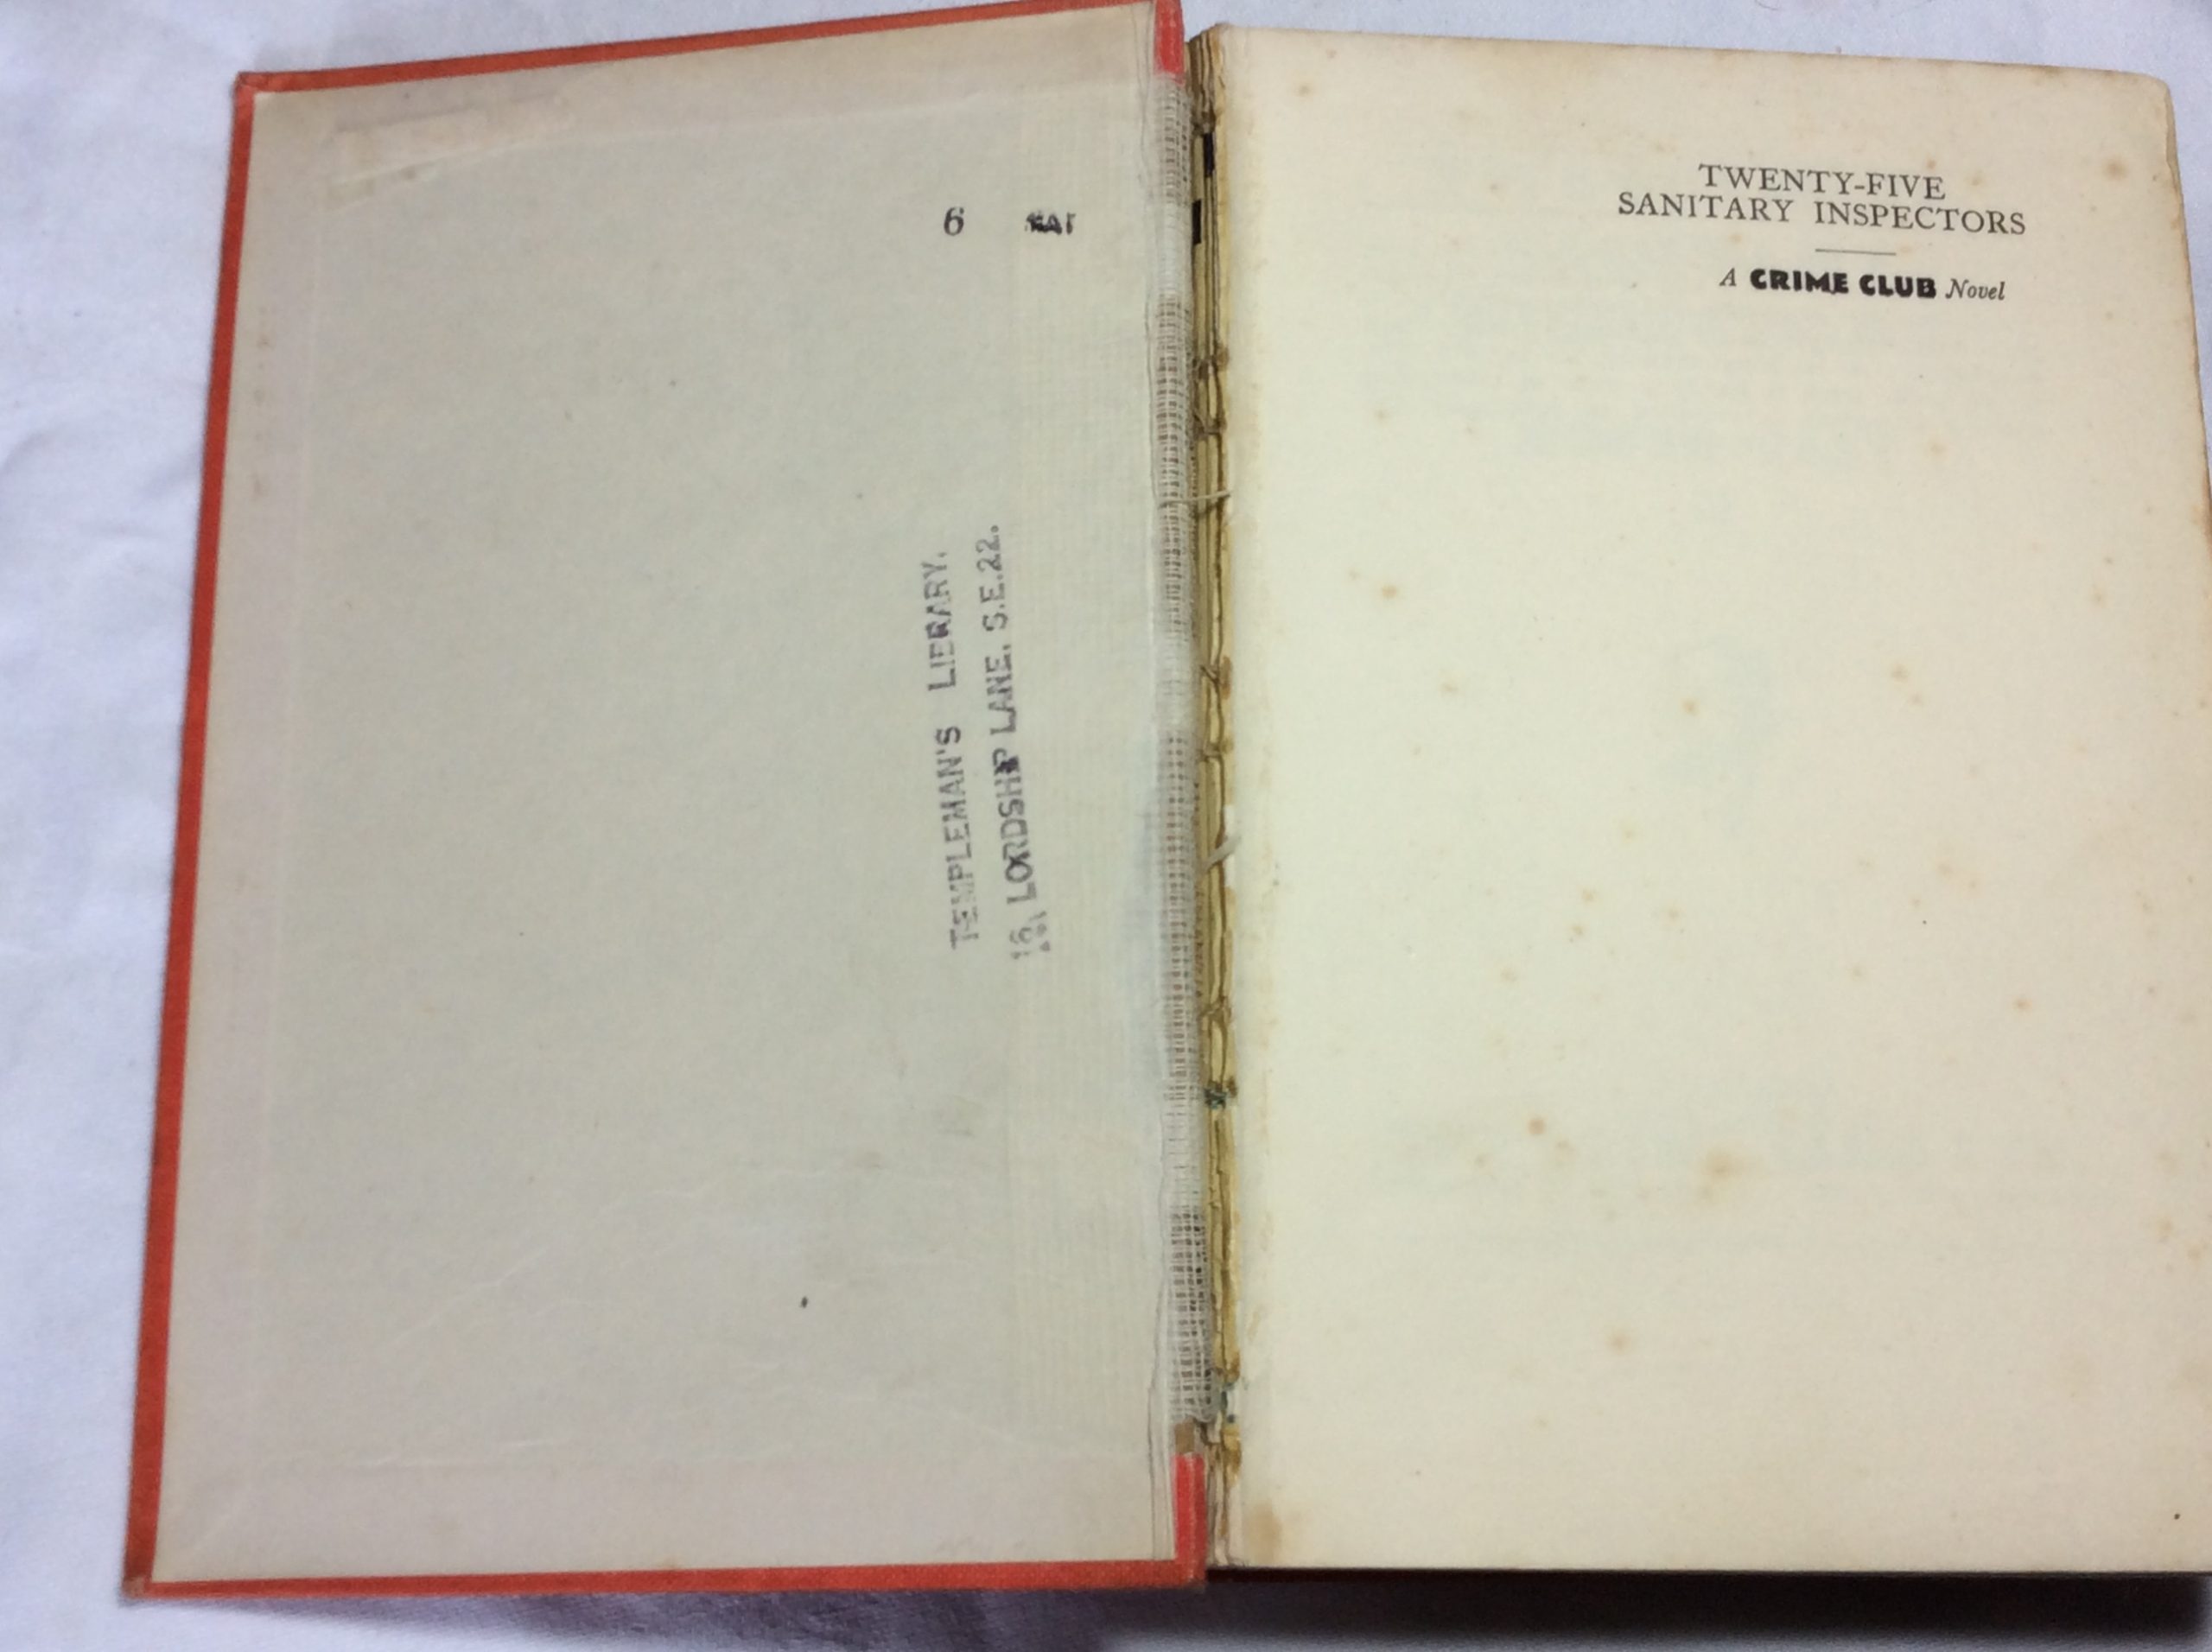 6
TEMPLEMAN'S LIBRARY.
LORDSHIP LANE, S.E.22.
TWENTY-FIVE
SANITARY INSPECTORS
A CRIME CLUB Novel